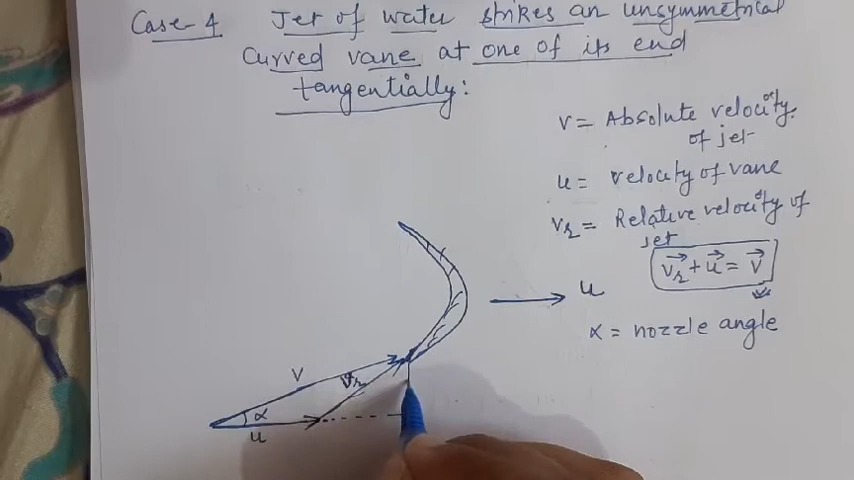 Case-4 Jet of water strikes an unsymmetrical
curved vane at one of its end
tangentially:
V = Absolute velocity
of jet
u = velocity of vane
Vr = Relative velocity of
jet
Vr + u = V
u
α = nozzle angle
V
Vr
α
u